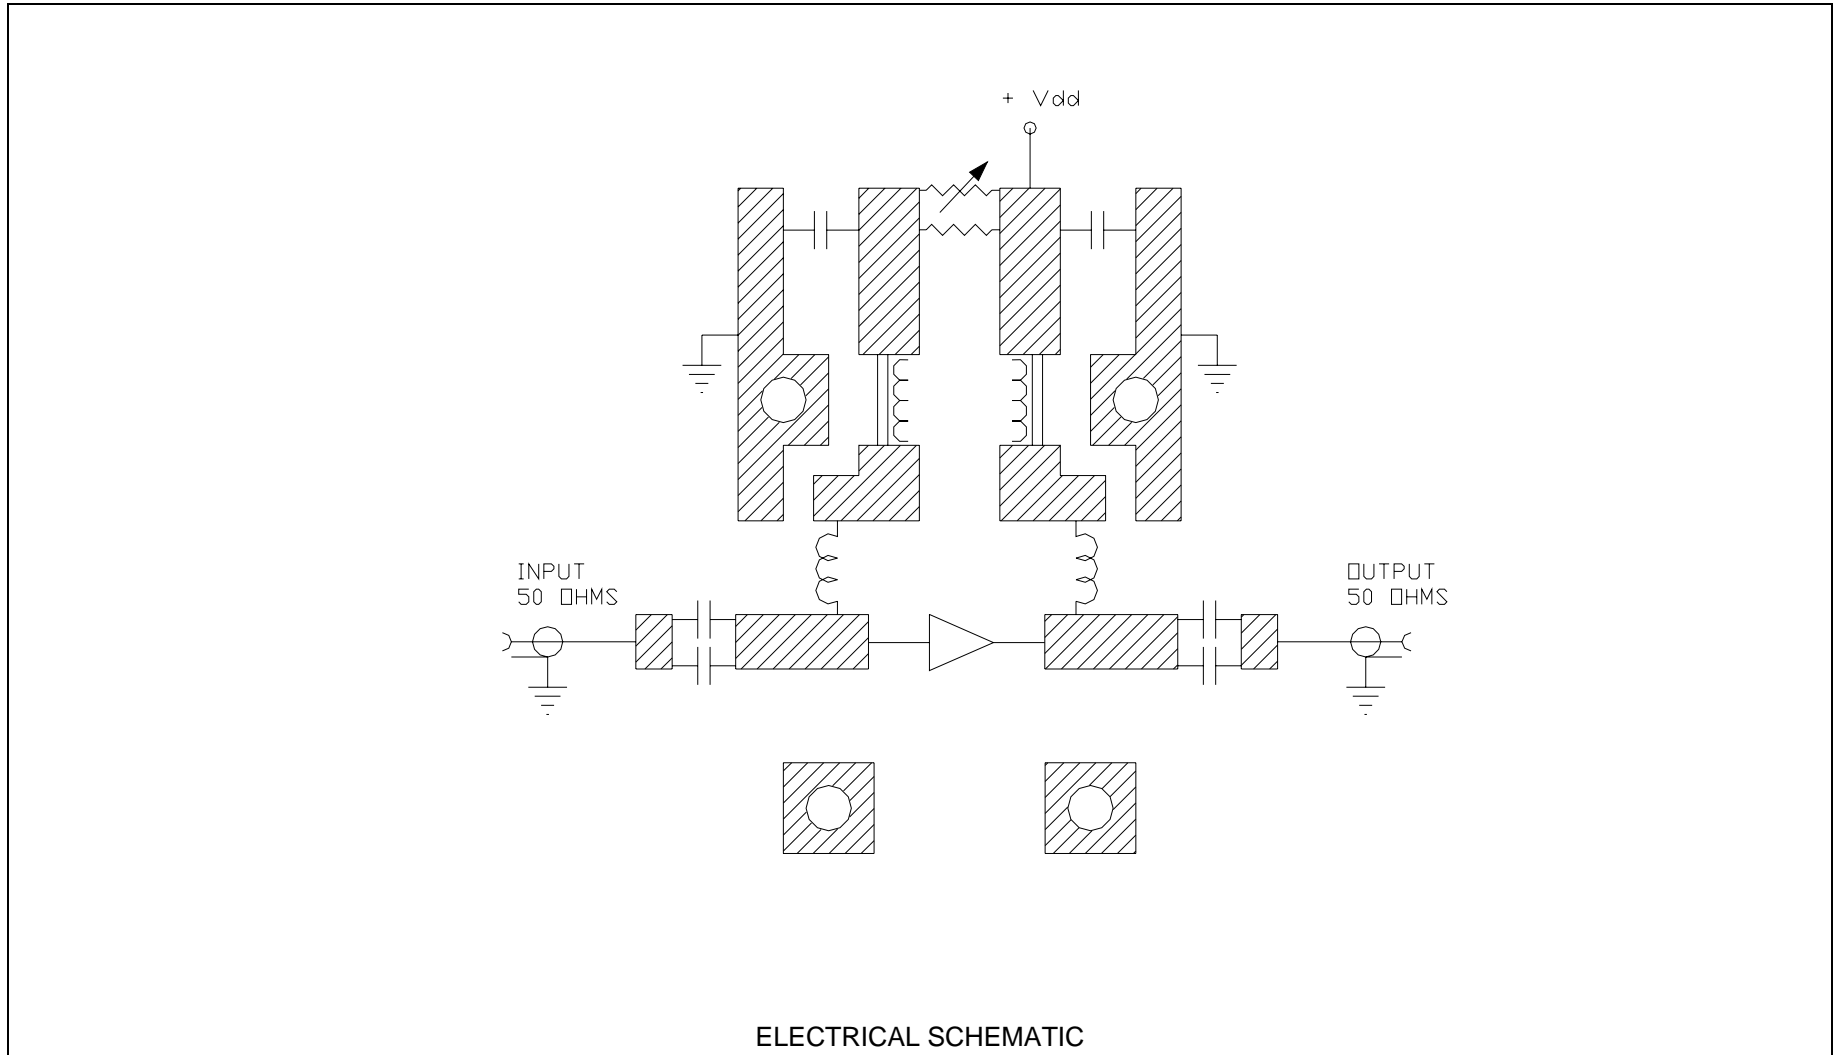 + Vdd
INPUT
50 OHMS
OUTPUT
50 OHMS
ELECTRICAL SCHEMATIC